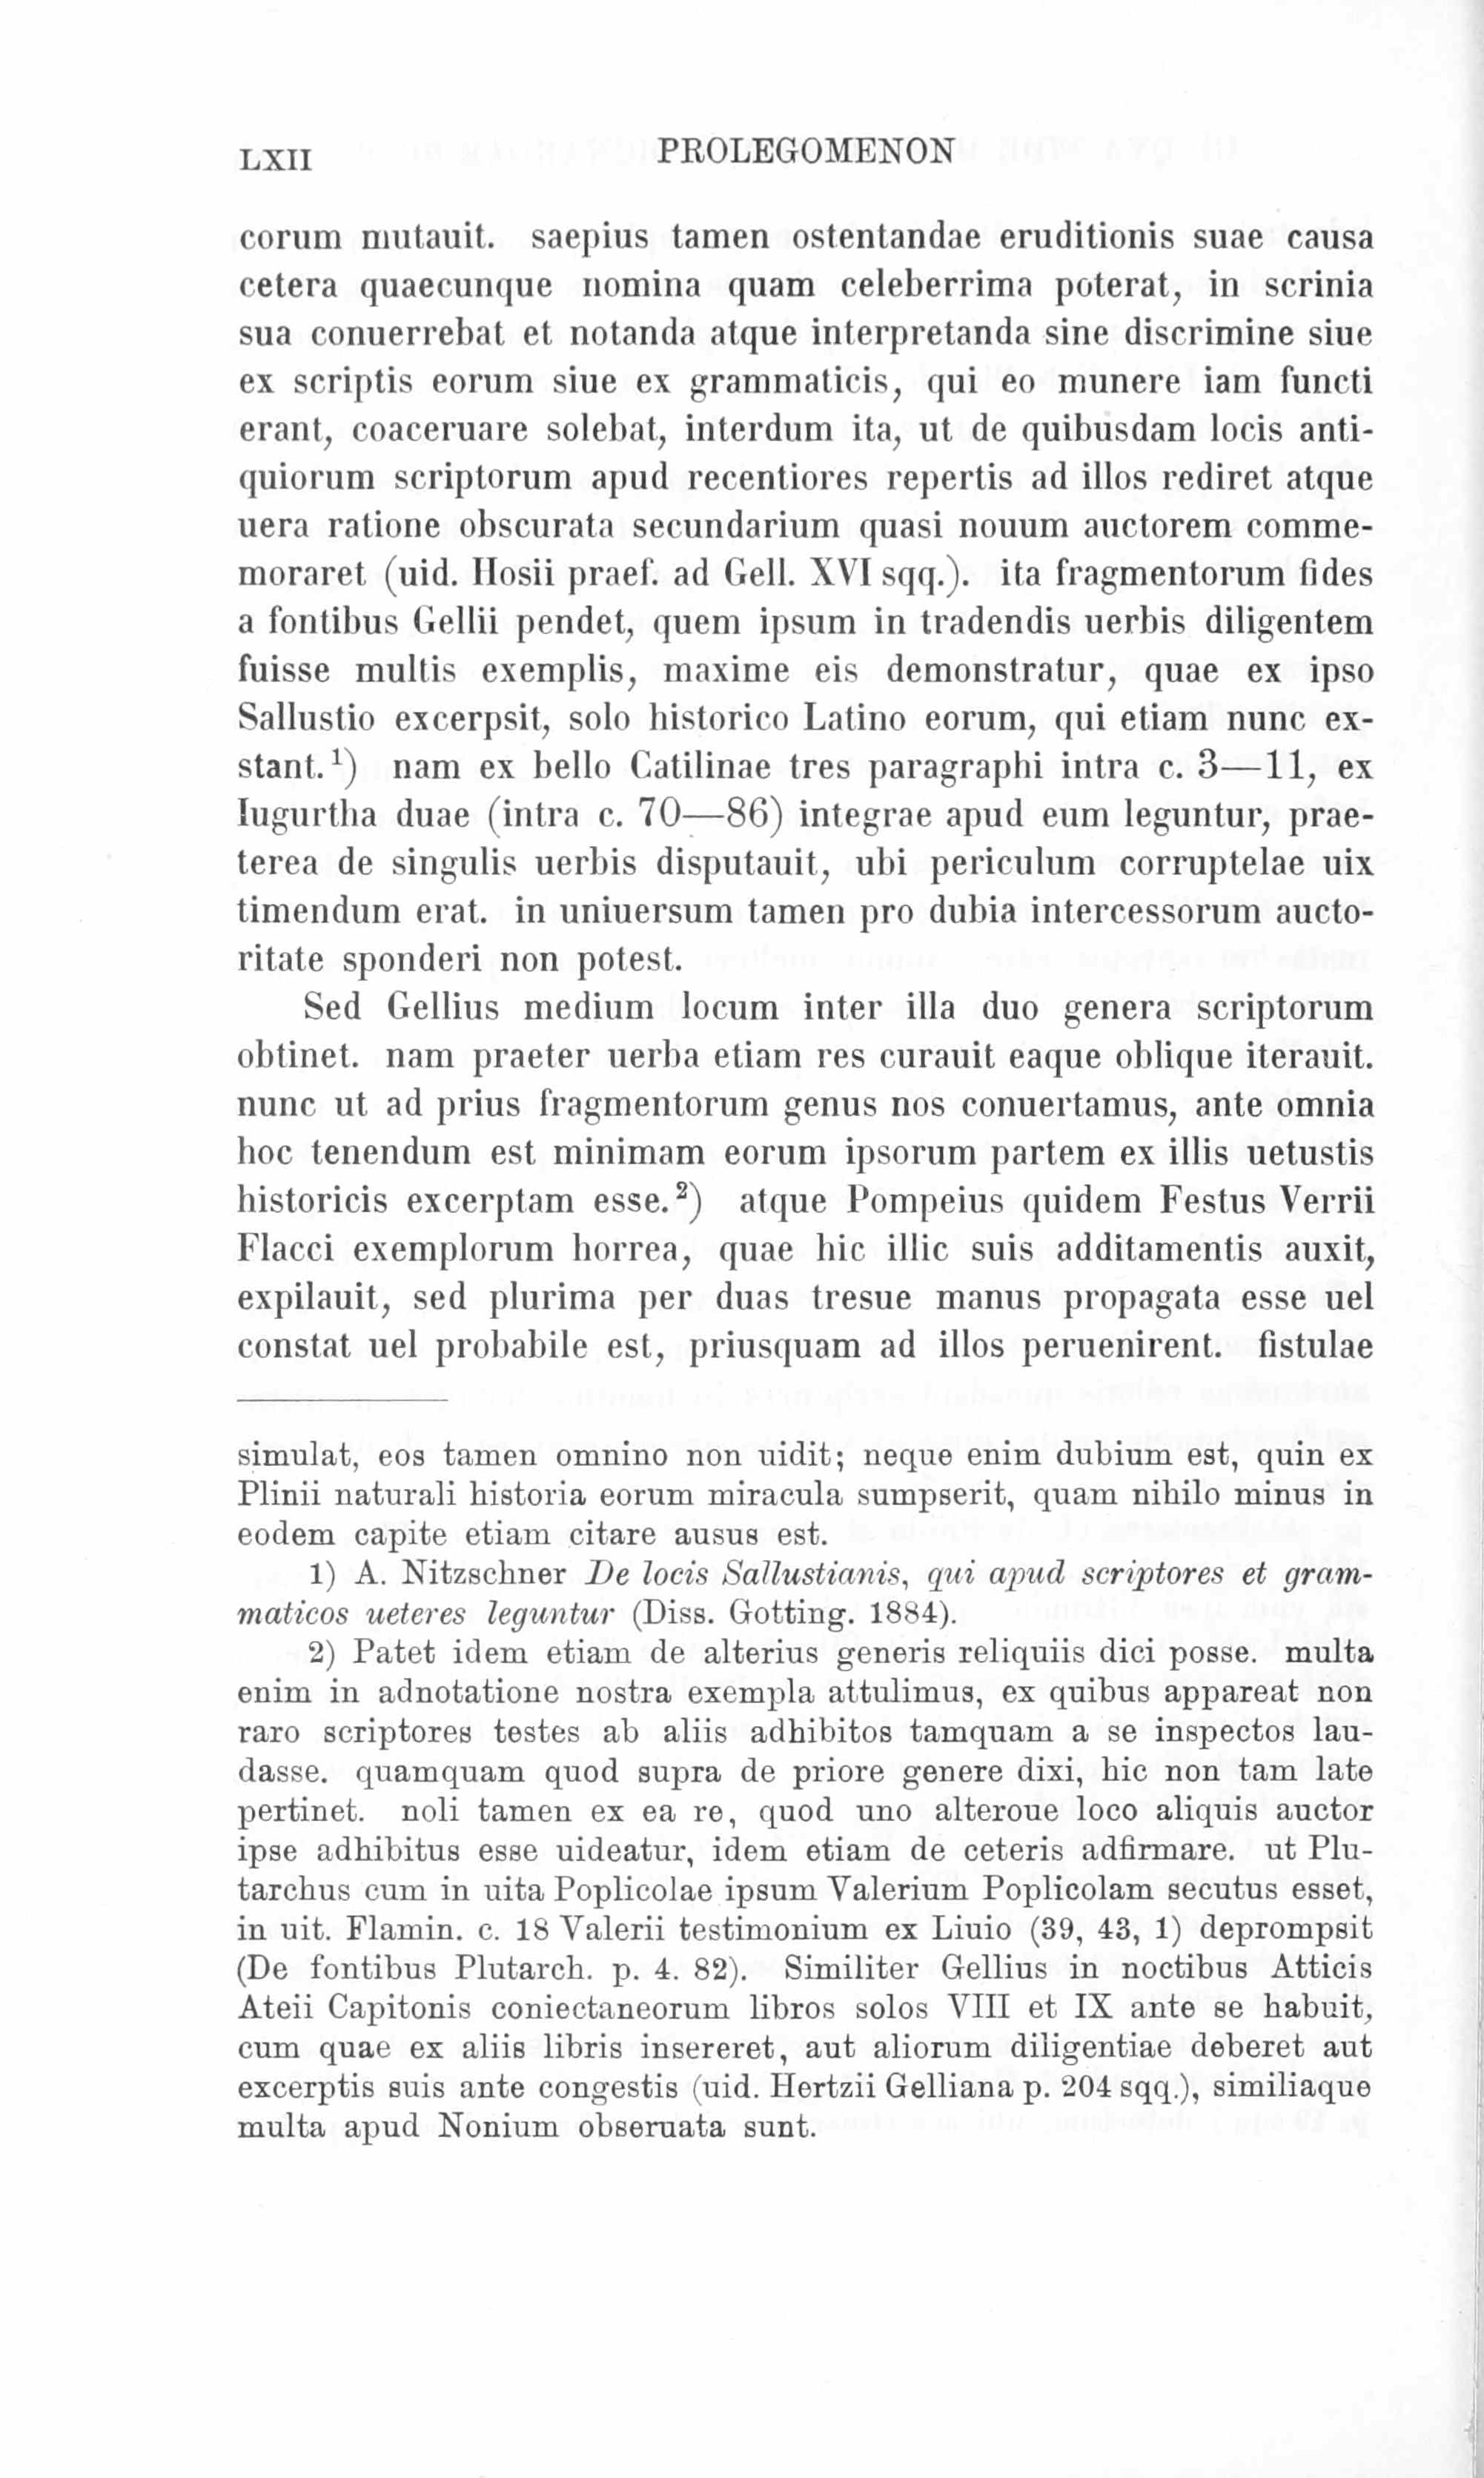 LXII PROLEGOMENON
corum mutauit. saepius tamen ostentandae eruditionis suae causa
cetera quaecunque nomina quam celeberrima poterat, in scrinia
sua conuerrebat et notanda atque interpretanda sine discrimine siue
ex scriptis eorum siue ex grammaticis, qui eo munere iam functi
erant, coaceruare solebat, interdum ita, ut de quibusdam locis anti-
quiorum scriptorum apud recentiores repertis ad illos rediret atque
uera ratione obscurata secundarium quasi nouum auctorem comme-
moraret (uid. Hosii praef. ad Gell. XVI sqq.). ita fragmentorum fides
a fontibus Gellii pendet, quem ipsum in tradendis uerbis diligentem
fuisse multis exemplis, maxime eis demonstratur, quae ex ipso
Sallustio excerpsit, solo historico Latino eorum, qui etiam nunc ex-
stant.¹) nam ex bello Catilinae tres paragraphi intra c. 3—11, ex
Iugurtha duae (intra c. 70—86) integrae apud eum leguntur, prae-
terea de singulis uerbis disputauit, ubi periculum corruptelae uix
timendum erat. in uniuersum tamen pro dubia intercessorum aucto-
ritate sponderi non potest.
Sed Gellius medium locum inter illa duo genera scriptorum
obtinet. nam praeter uerba etiam res curauit eaque oblique iterauit.
nunc ut ad prius fragmentorum genus nos conuertamus, ante omnia
hoc tenendum est minimam eorum ipsorum partem ex illis uetustis
historicis excerptam esse.²) atque Pompeius quidem Festus Verrii
Flacci exemplorum horrea, quae hic illic suis additamentis auxit,
expilauit, sed plurima per duas tresue manus propagata esse uel
constat uel probabile est, priusquam ad illos peruenirent. fistulae
simulat, eos tamen omnino non uidit; neque enim dubium est, quin ex
Plinii naturali historia eorum miracula sumpserit, quam nihilo minus in
eodem capite etiam citare ausus est.
1) A. Nitzschner De locis Sallustianis, qui apud scriptores et gram-
maticos ueteres leguntur (Diss. Gotting. 1884).
2) Patet idem etiam de alterius generis reliquiis dici posse. multa
enim in adnotatione nostra exempla attulimus, ex quibus appareat non
raro scriptores testes ab aliis adhibitos tamquam a se inspectos lau-
dasse. quamquam quod supra de priore genere dixi, hic non tam late
pertinet. noli tamen ex ea re, quod uno alteroue loco aliquis auctor
ipse adhibitus esse uideatur, idem etiam de ceteris adfirmare. ut Plu-
tarchus cum in uita Poplicolae ipsum Valerium Poplicolam secutus esset,
in uit. Flamin. c. 18 Valerii testimonium ex Liuio (39, 43, 1) deprompsit
(De fontibus Plutarch. p. 4. 82). Similiter Gellius in noctibus Atticis
Ateii Capitonis coniectaneorum libros solos VIII et IX ante se habuit,
cum quae ex aliis libris insereret, aut aliorum diligentiae deberet aut
excerptis suis ante congestis (uid. Hertzii Gelliana p. 204 sqq.), similiaque
multa apud Nonium obseruata sunt.